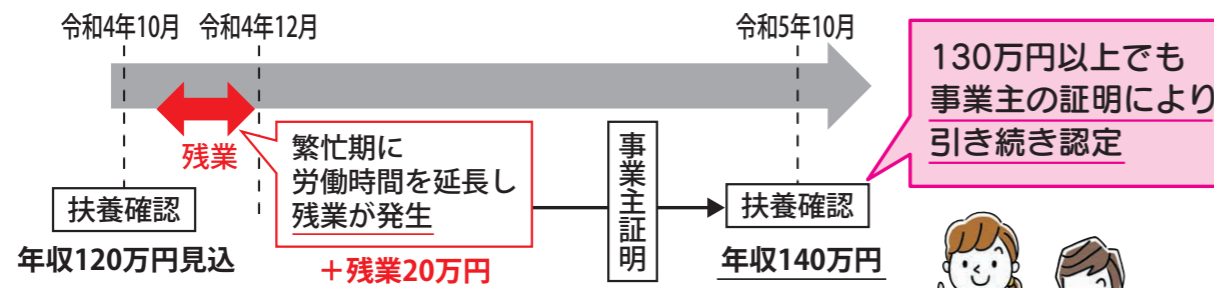 令和4年10月
令和4年12月
令和5年10月
130万円以上でも
事業主の証明により
引き続き認定
残業
繁忙期に
労働時間を延長し
残業が発生
事業主証明
扶養確認
扶養確認
年収120万円見込
＋残業20万円
年収140万円